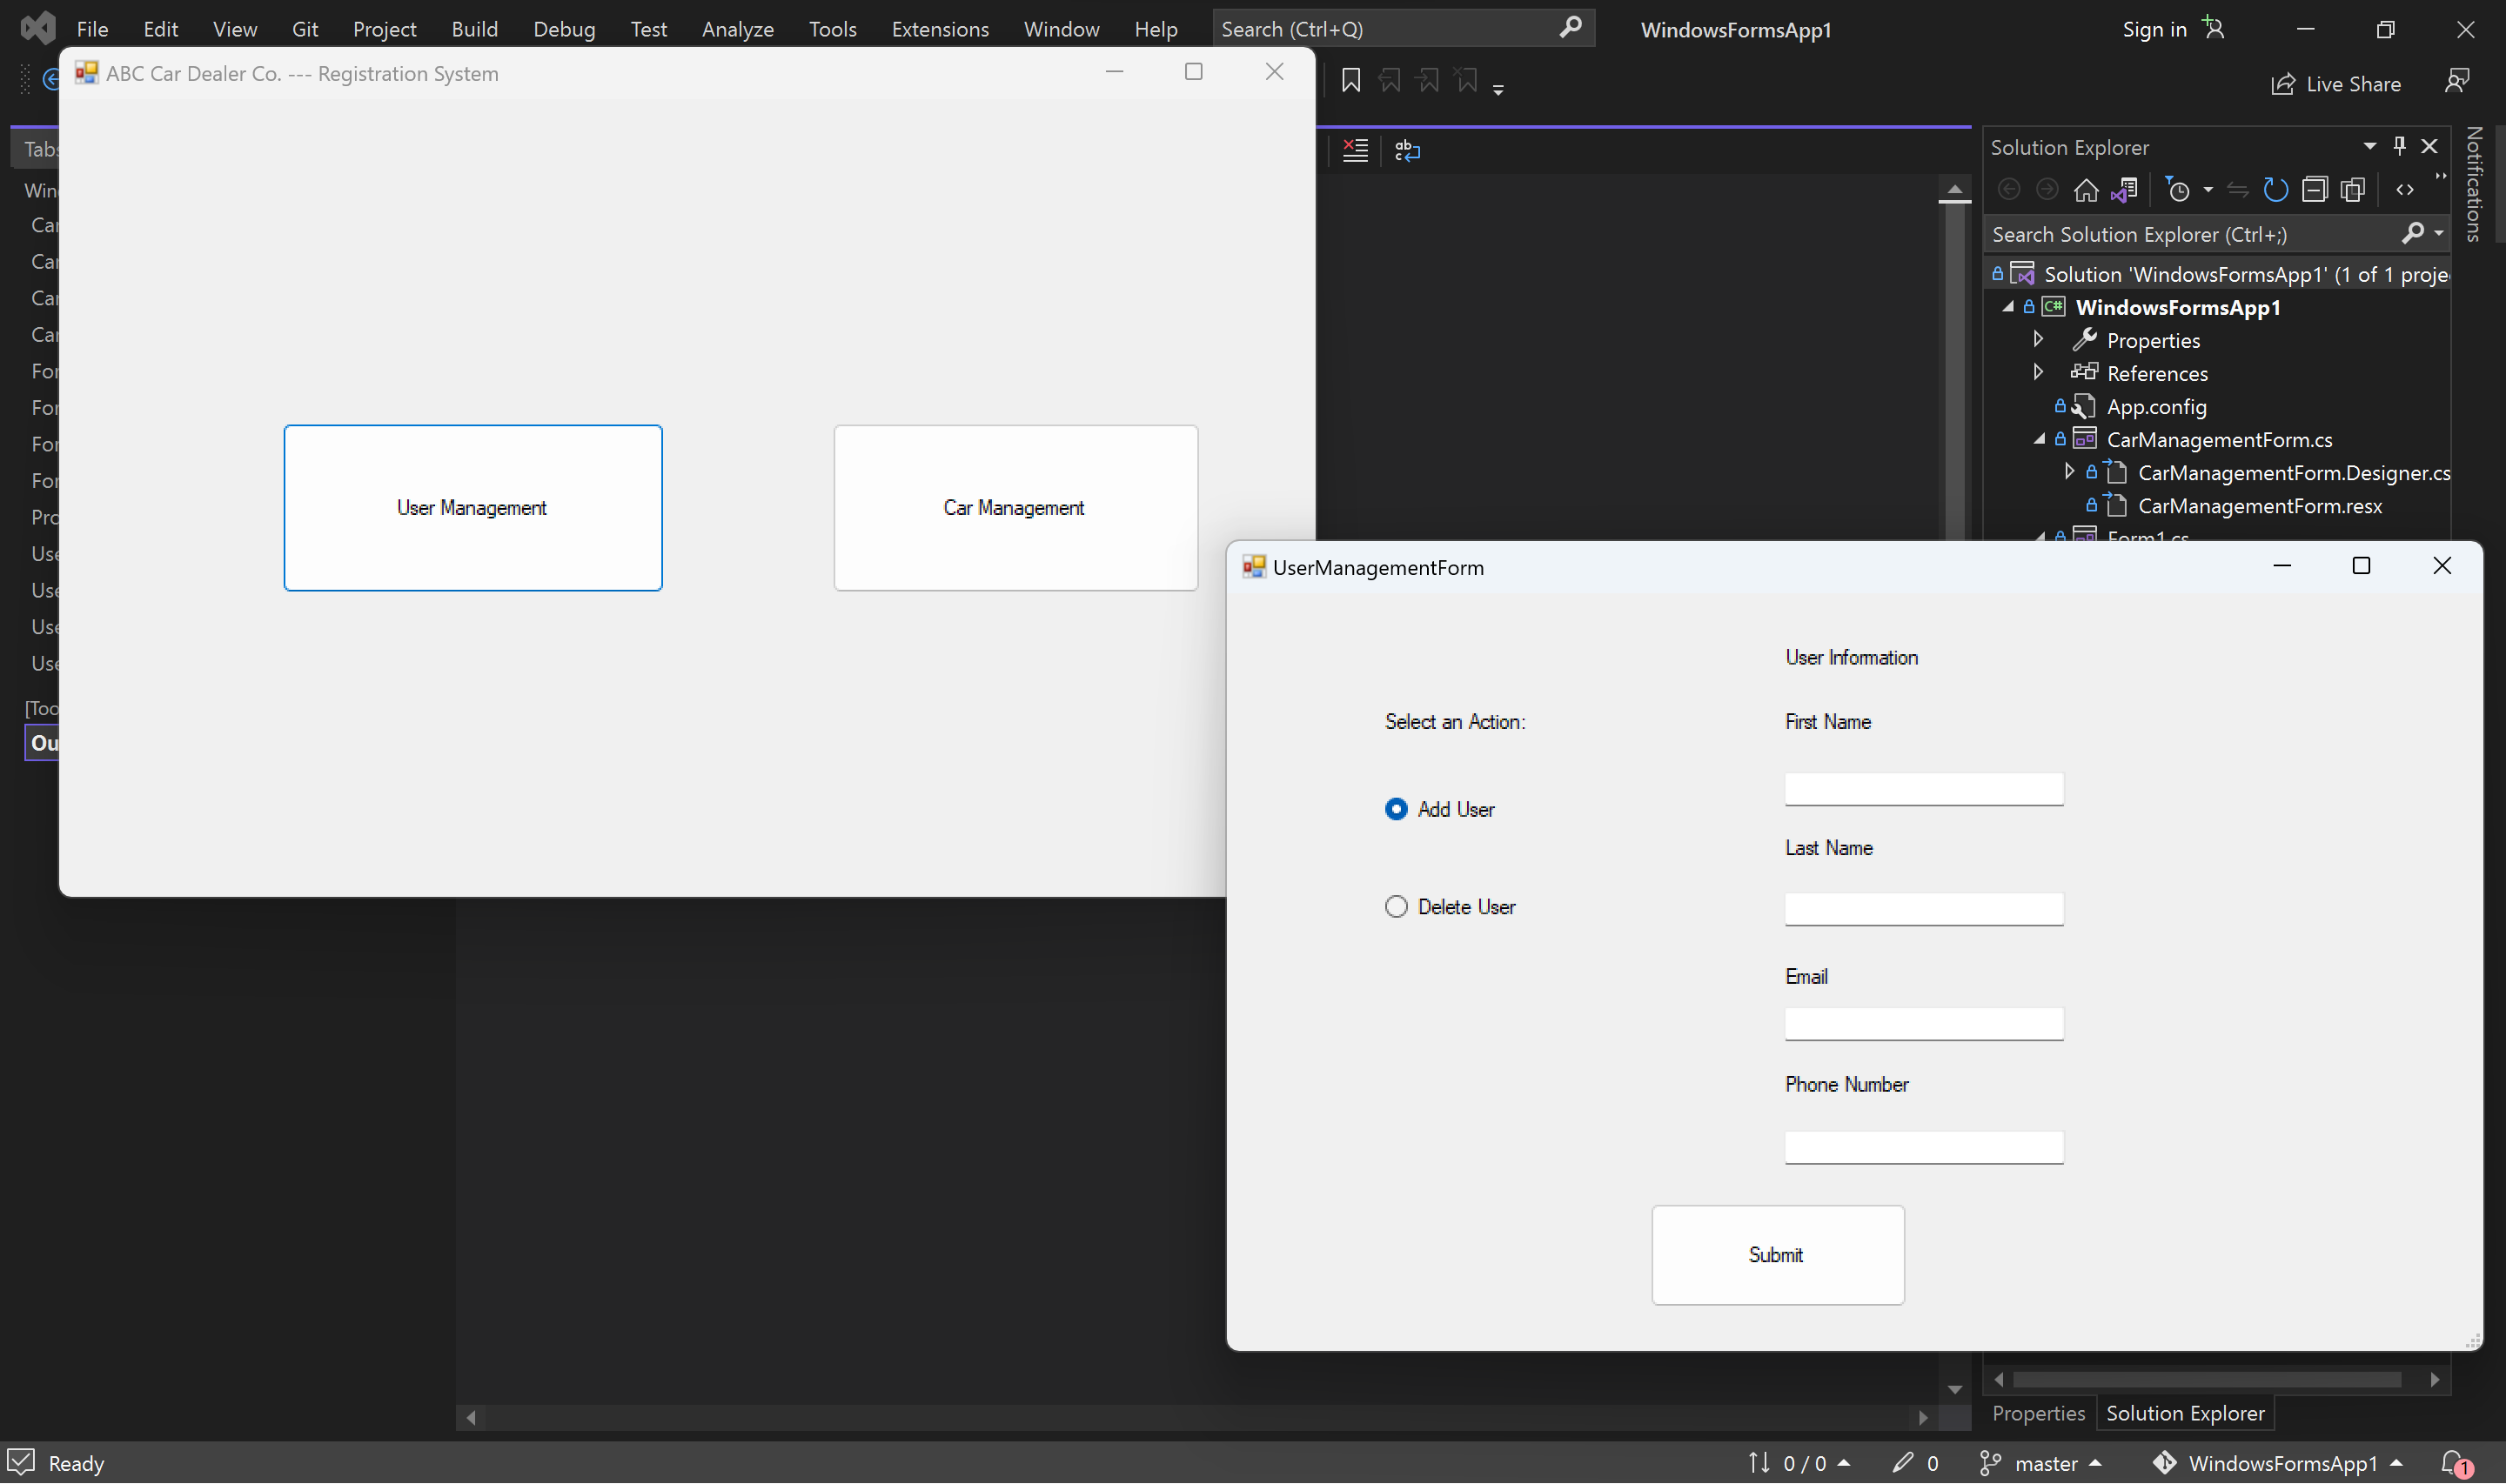 File Edit View Git Project Build Debug Test Analyze Tools Extensions Window Help Search (Ctrl+Q) WindowsFormsApp1 Sign in
ABC Car Dealer Co. --- Registration System
Live Share
User Management
Car Management
Solution Explorer
Search Solution Explorer (Ctrl+;)
Solution 'WindowsFormsApp1' (1 of 1 proje
WindowsFormsApp1
Properties
References
App.config
CarManagementForm.cs
CarManagementForm.Designer.cs
CarManagementForm.resx
Form1.cs
Notifications
Tabs
Win
Car
Car
Car
Car
For
For
For
For
Pro
Use
Use
Use
Use
[Too
Ou
UserManagementForm
User Information
Select an Action:
First Name
Add User
Last Name
Delete User
Email
Phone Number
Submit
Properties Solution Explorer
Ready 0 / 0 0 master WindowsFormsApp1 1